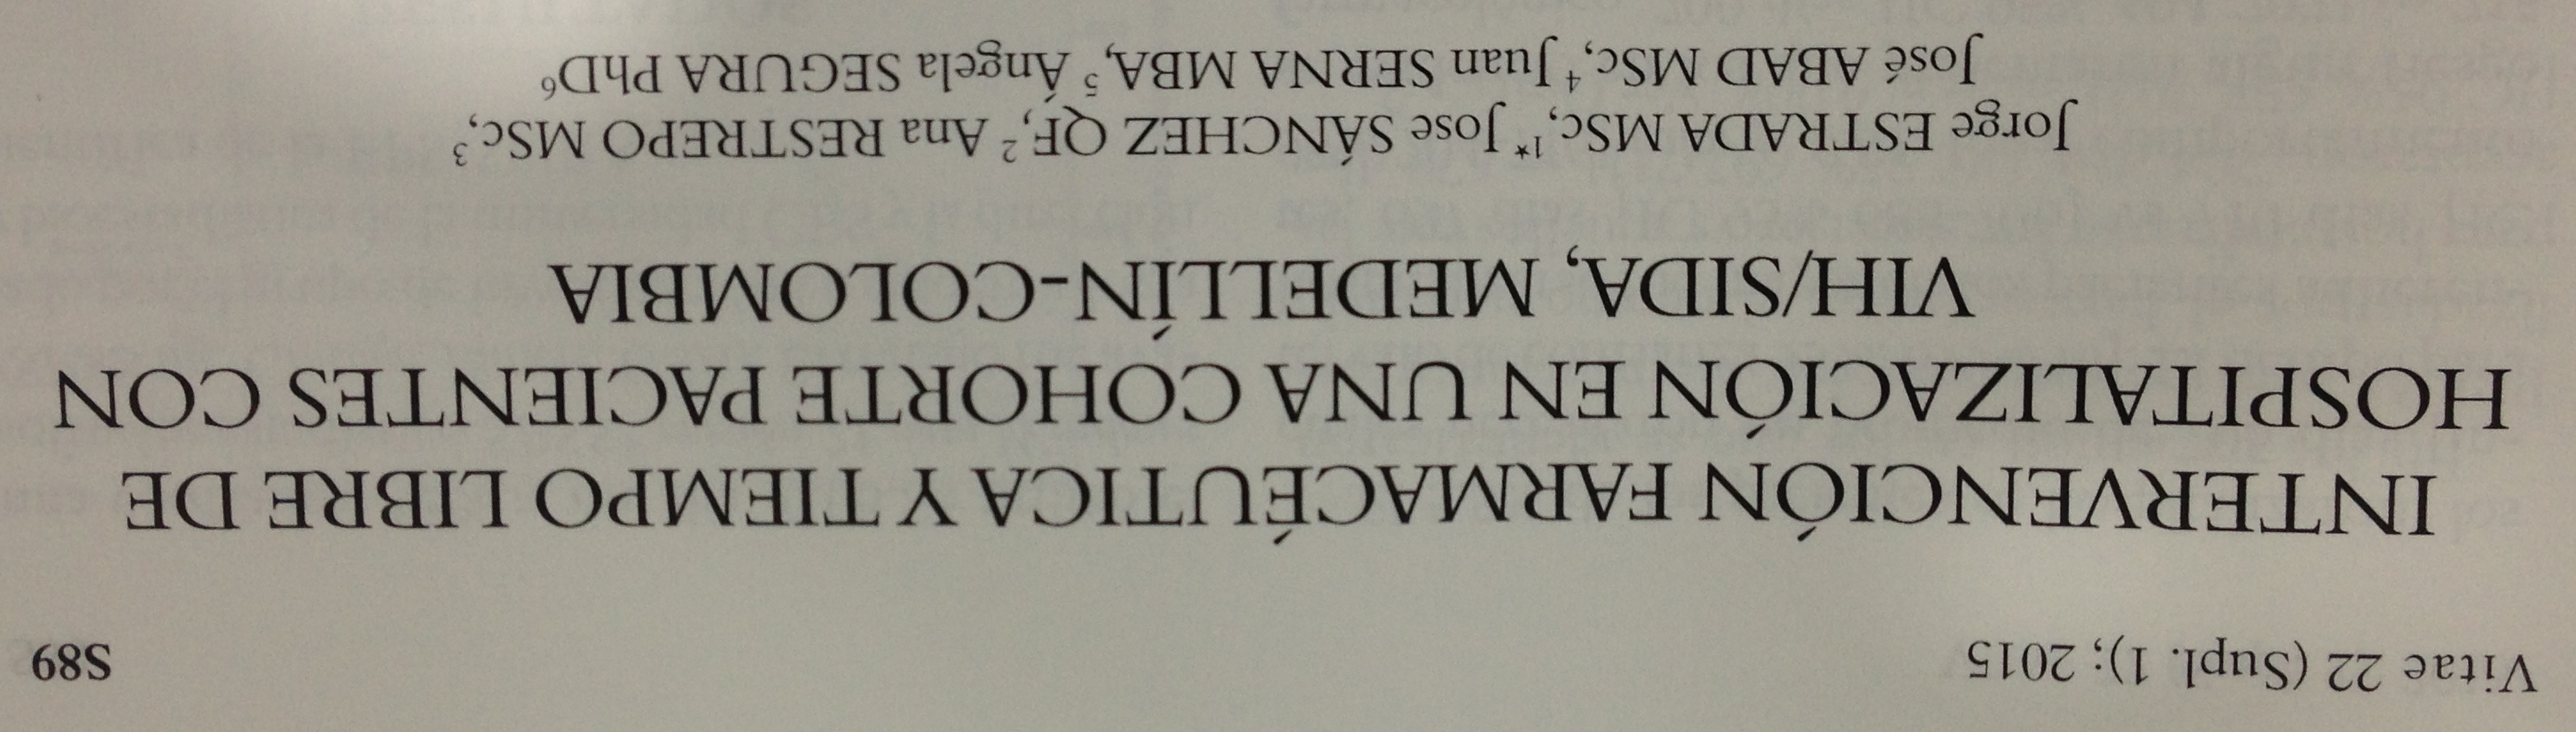 Vitae 22 (Supl. 1); 2015 S89
INTERVENCIÓN FARMACÉUTICA Y TIEMPO LIBRE DE
HOSPITALIZACIÓN EN UNA COHORTE PACIENTES CON
VIH/SIDA, MEDELLÍN-COLOMBIA
Jorge ESTRADA MSc,¹* Jose SÁNCHEZ QF,² Ana RESTREPO MSc,³
José ABAD MSc,⁴ Juan SERNA MBA,⁵ Ángela SEGURA PhD⁶